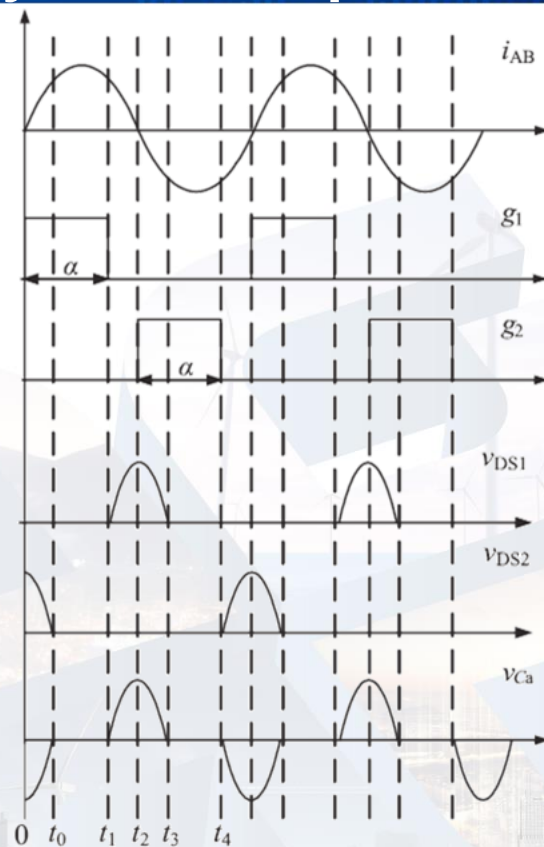 i_AB
g_1
α
g_2
α
v_DS1
v_DS2
v_Ca
0 t_0 t_1 t_2 t_3 t_4